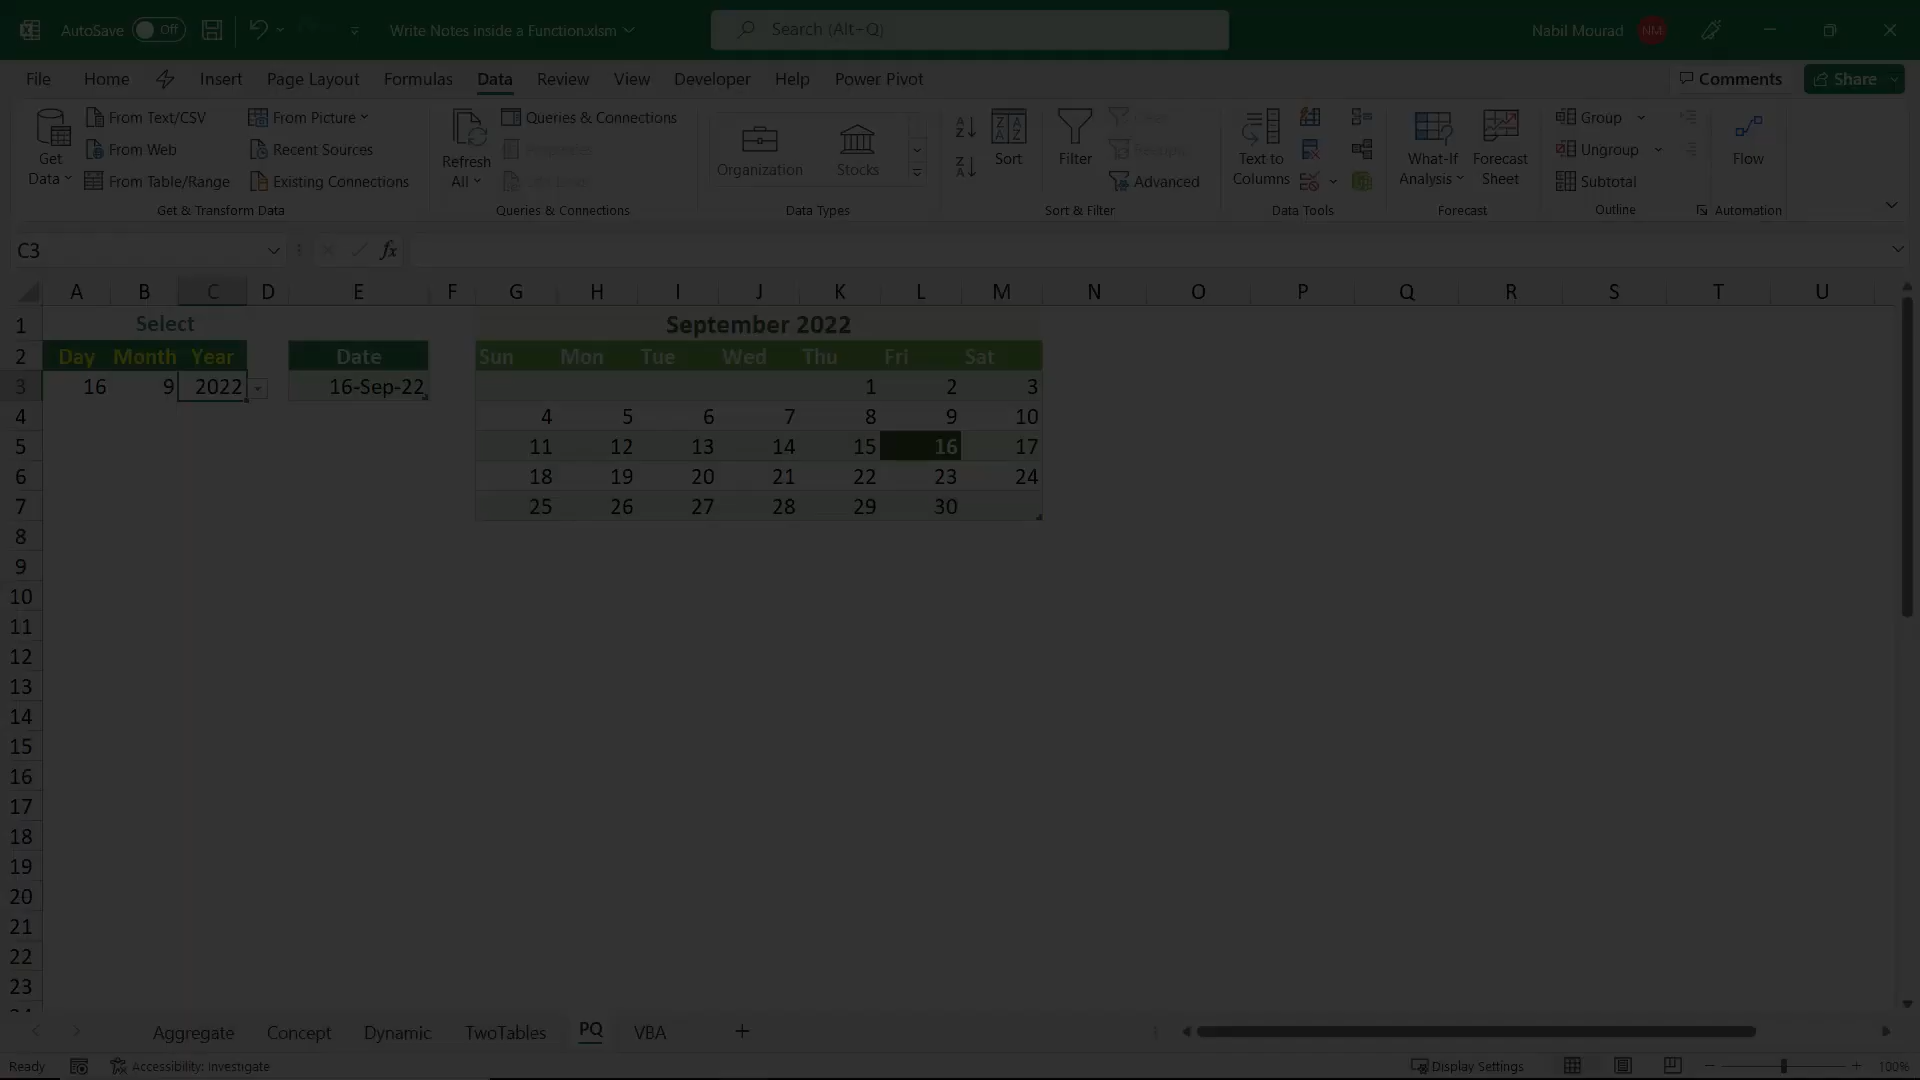 AutoSave Off Write Notes inside a Function.xlsm Search (Alt+Q) Nabil Mourad NM
File Home Insert Page Layout Formulas Data Review View Developer Help Power Pivot Comments Share
Get Data From Text/CSV From Picture Refresh All Queries & Connections Organization Stocks Sort Filter Text to Columns What-If Analysis Forecast Sheet Group Flow
From Web Recent Sources Ungroup
From Table/Range Existing Connections Advanced Subtotal
Get & Transform Data Queries & Connections Data Types Sort & Filter Data Tools Forecast Outline Automation
C3 fx
A B C D E F G H I J K L M N O P Q R S T U
1 Select September 2022
2 Day Month Year Date Sun Mon Tue Wed Thu Fri Sat
3 16 9 2022 16-Sep-22 1 2 3
4 4 5 6 7 8 9 10
5 11 12 13 14 15 16 17
6 18 19 20 21 22 23 24
7 25 26 27 28 29 30
8
9
10
11
12
13
14
15
16
17
18
19
20
21
22
23
Aggregate Concept Dynamic TwoTables PQ VBA
Ready Accessibility: Investigate Display Settings 100%